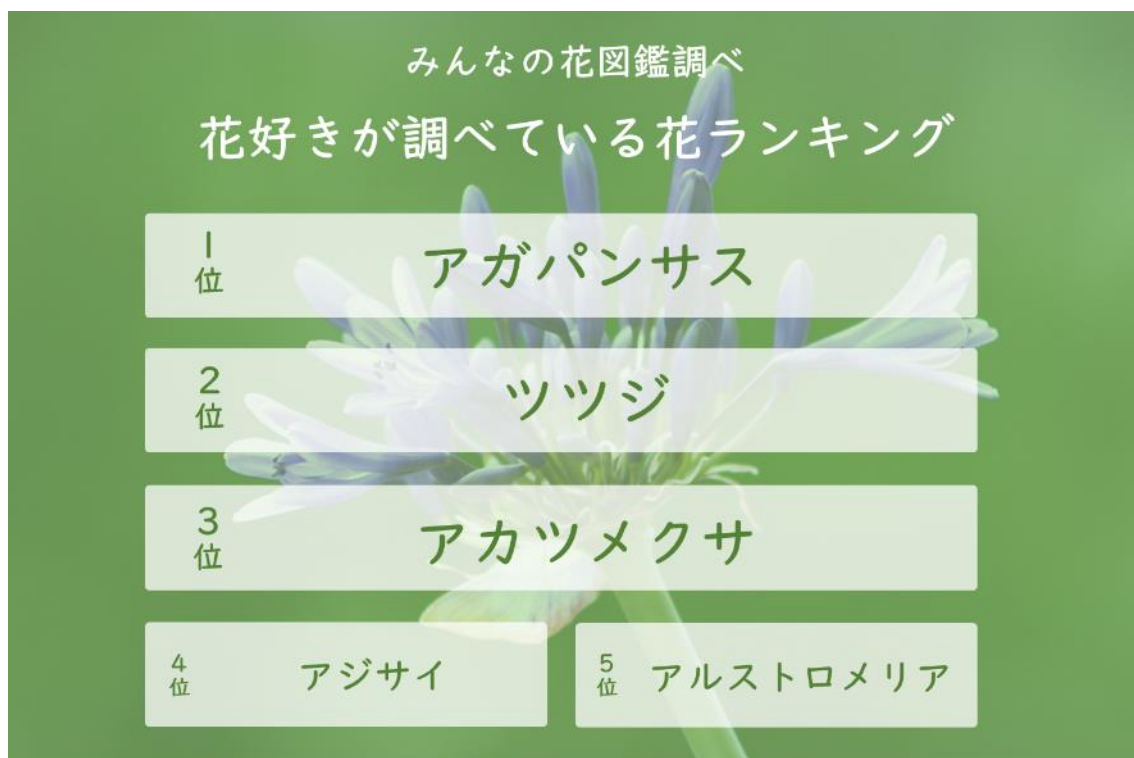 みんなの花図鑑調べ
花好きが調べている花ランキング
1位
アガパンサス
2位
ツツジ
3位
アカツメクサ
4位
アジサイ
5位
アルストロメリア